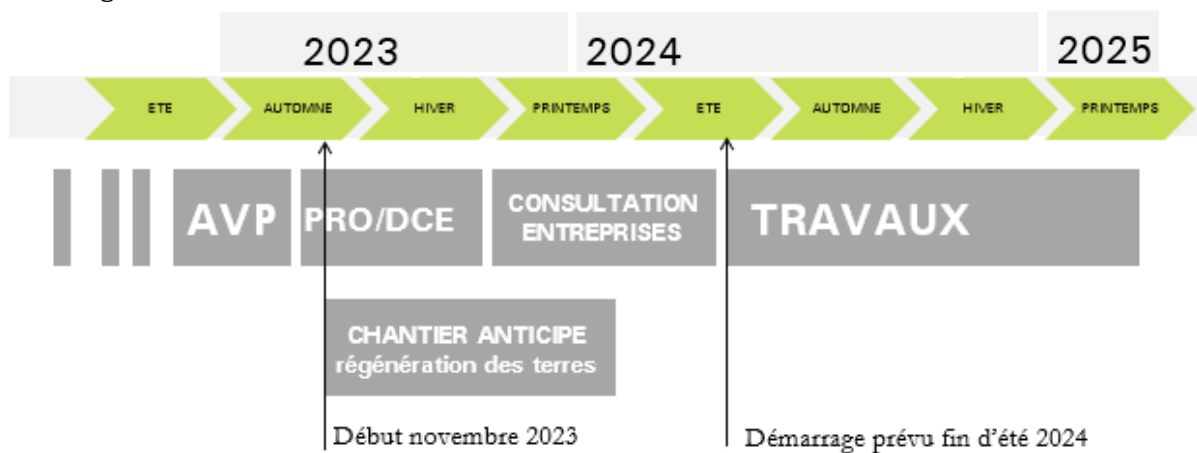 2023 2024 2025
ETE AUTOMNE HIVER PRINTEMPS ETE AUTOMNE HIVER PRINTEMPS
AVP PRO/DCE CONSULTATION TRAVAUX
ENTREPRISES
CHANTIER ANTICIPE
régénération des terres
Début novembre 2023
Démarrage prévu fin d'été 2024